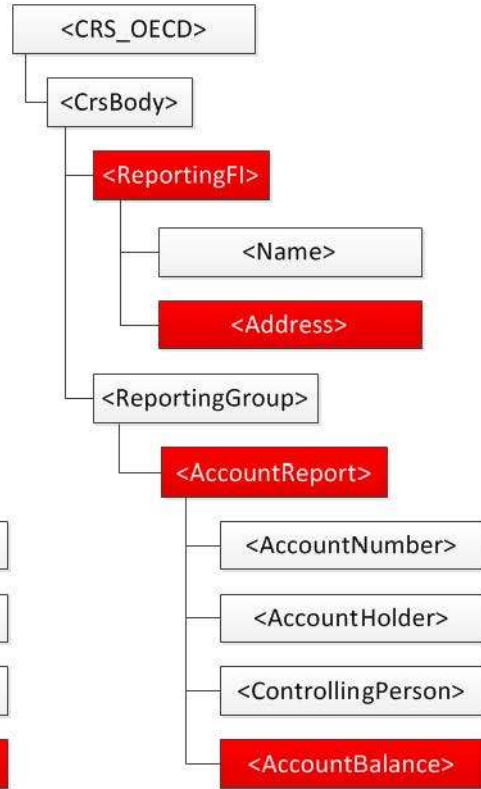 <CRS_OECD>
<CrsBody>
<ReportingFI>
<Name>
<Address>
<ReportingGroup>
<AccountReport>
<AccountNumber>
<AccountHolder>
<ControllingPerson>
<AccountBalance>